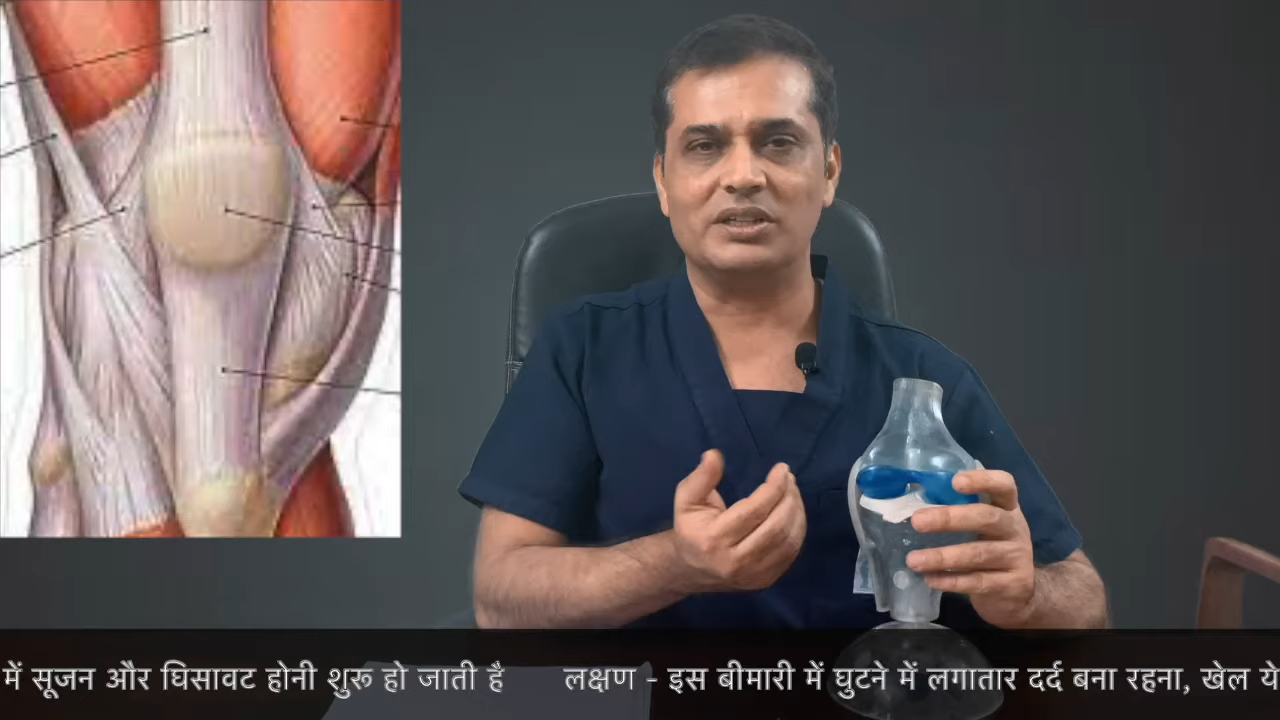 में सूजन और घिसावट होनी शुरू हो जाती है लक्षण - इस बीमारी में घुटने में लगातार दर्द बना रहना, खेल ये